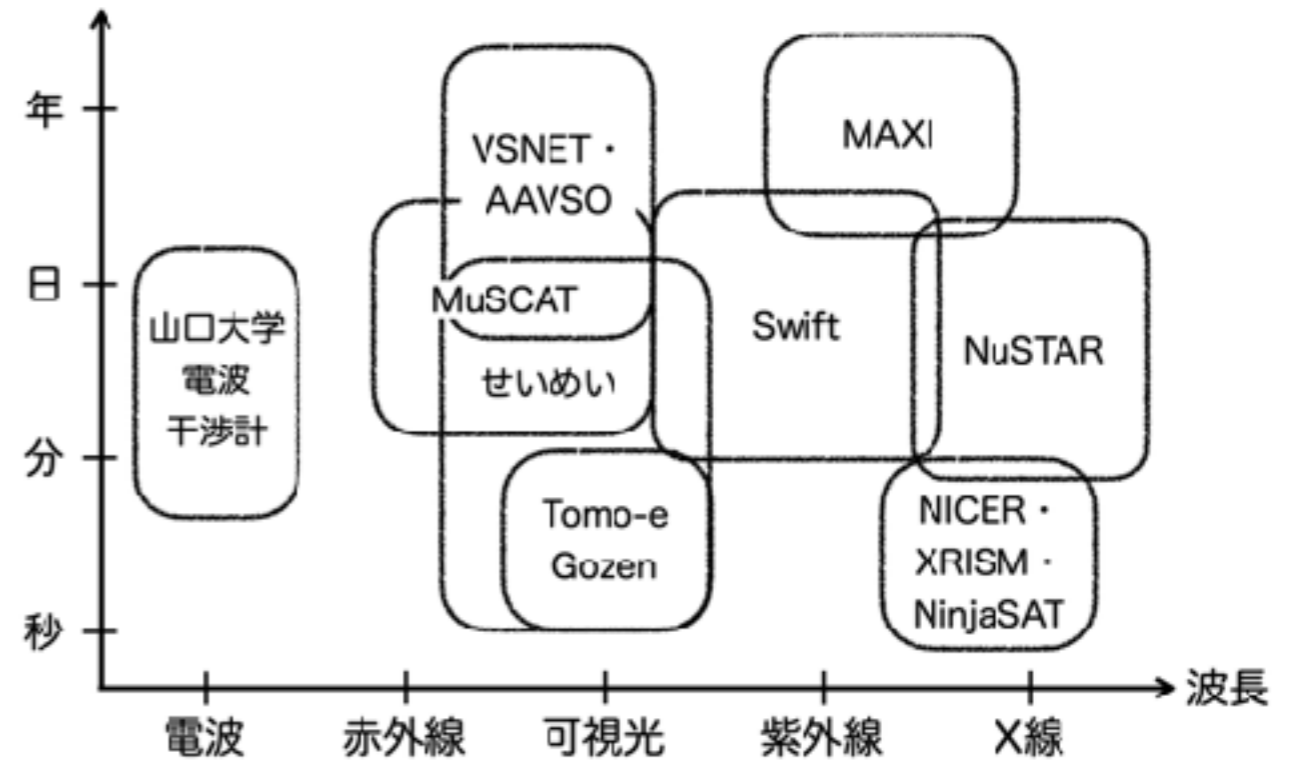 年
日
分
秒
VSNET・
AAVSO
MAXI
MuSCAT
せいめい
Swift
NuSTAR
山口大学
電波
干渉計
Tomo-e
Gozen
NICER・
XRISM・
NinjaSAT
波長
電波
赤外線
可視光
紫外線
X線